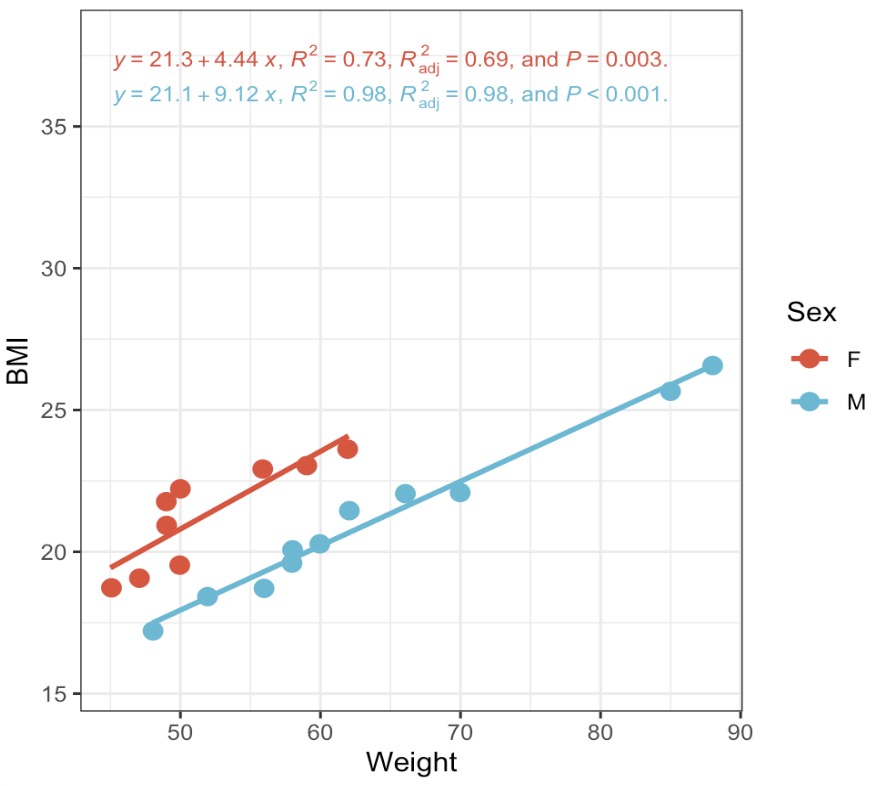 y = 21.3 + 4.44 x, R² = 0.73, R²adj = 0.69, and P = 0.003.
y = 21.1 + 9.12 x, R² = 0.98, R²adj = 0.98, and P < 0.001.
35
30
25
20
15
BMI
50 60 70 80 90
Weight
Sex
F
M